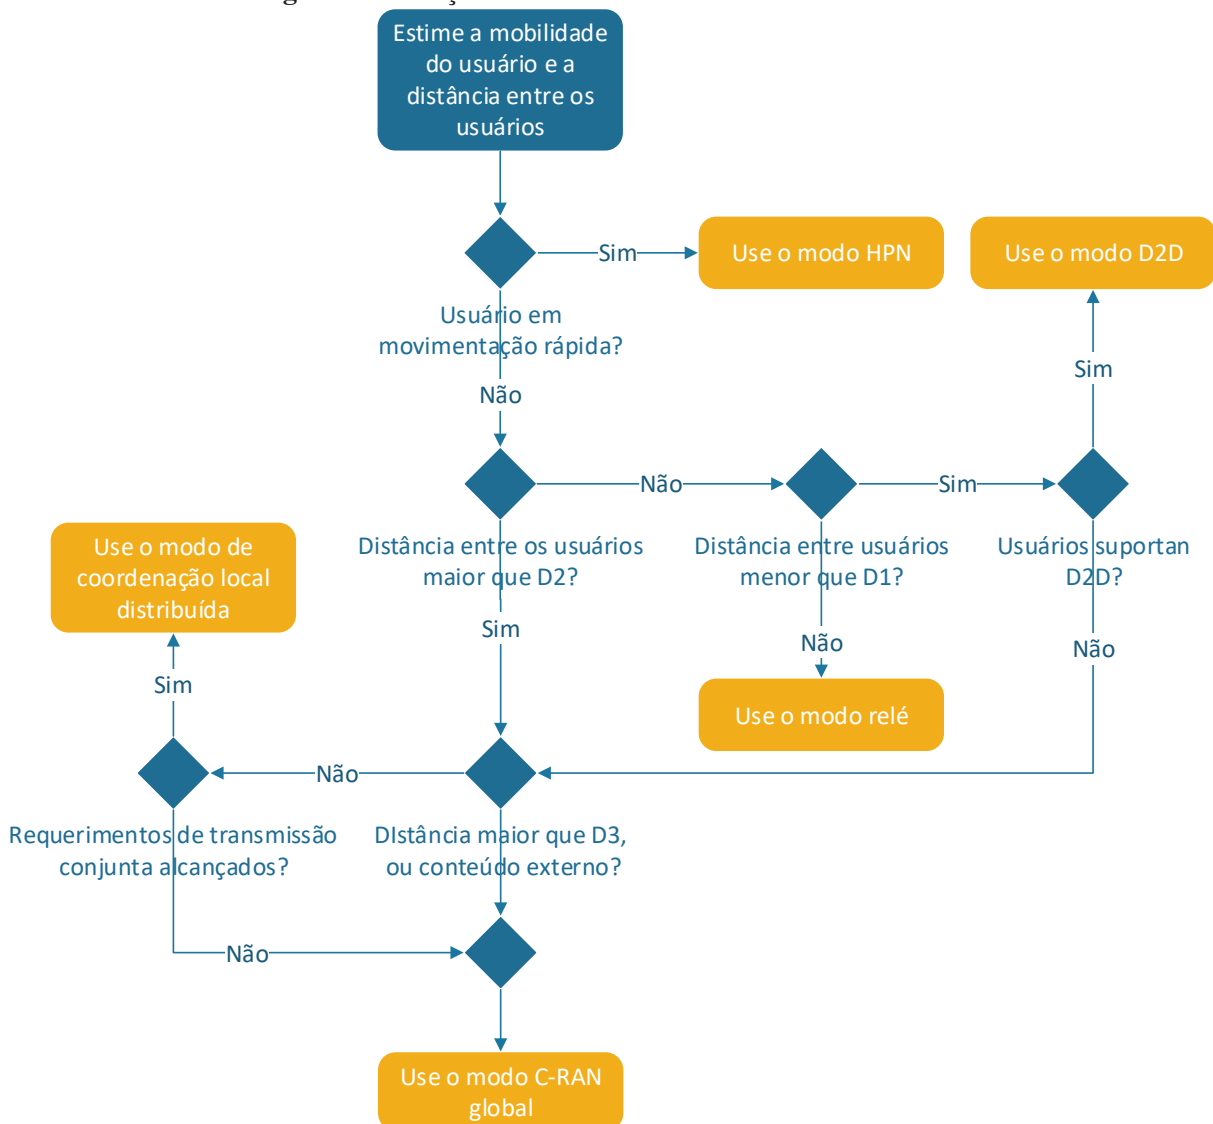 Estime a mobilidade
do usuário e a
distância entre os
usuários
Sim
Use o modo HPN
Use o modo D2D
Usuário em
movimentação rápida?
Sim
Não
Não
Sim
Use o modo de
coordenação local
distribuída
Distância entre os usuários
maior que D2?
Distância entre usuários
menor que D1?
Usuários suportan
D2D?
Sim
Não
Não
Sim
Use o modo relé
Não
Requerimentos de transmissão
conjunta alcançados?
DIstância maior que D3,
ou conteúdo externo?
Não
Use o modo C-RAN
global